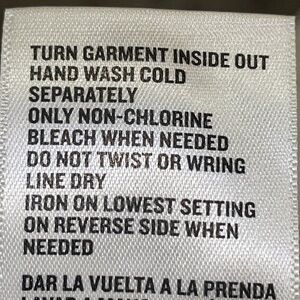 TURN GARMENT INSIDE OUT
HAND WASH COLD
SEPARATELY
ONLY NON-CHLORINE
BLEACH WHEN NEEDED
DO NOT TWIST OR WRING
LINE DRY
IRON ON LOWEST SETTING
ON REVERSE SIDE WHEN
NEEDED
DAR LA VUELTA A LA PRENDA